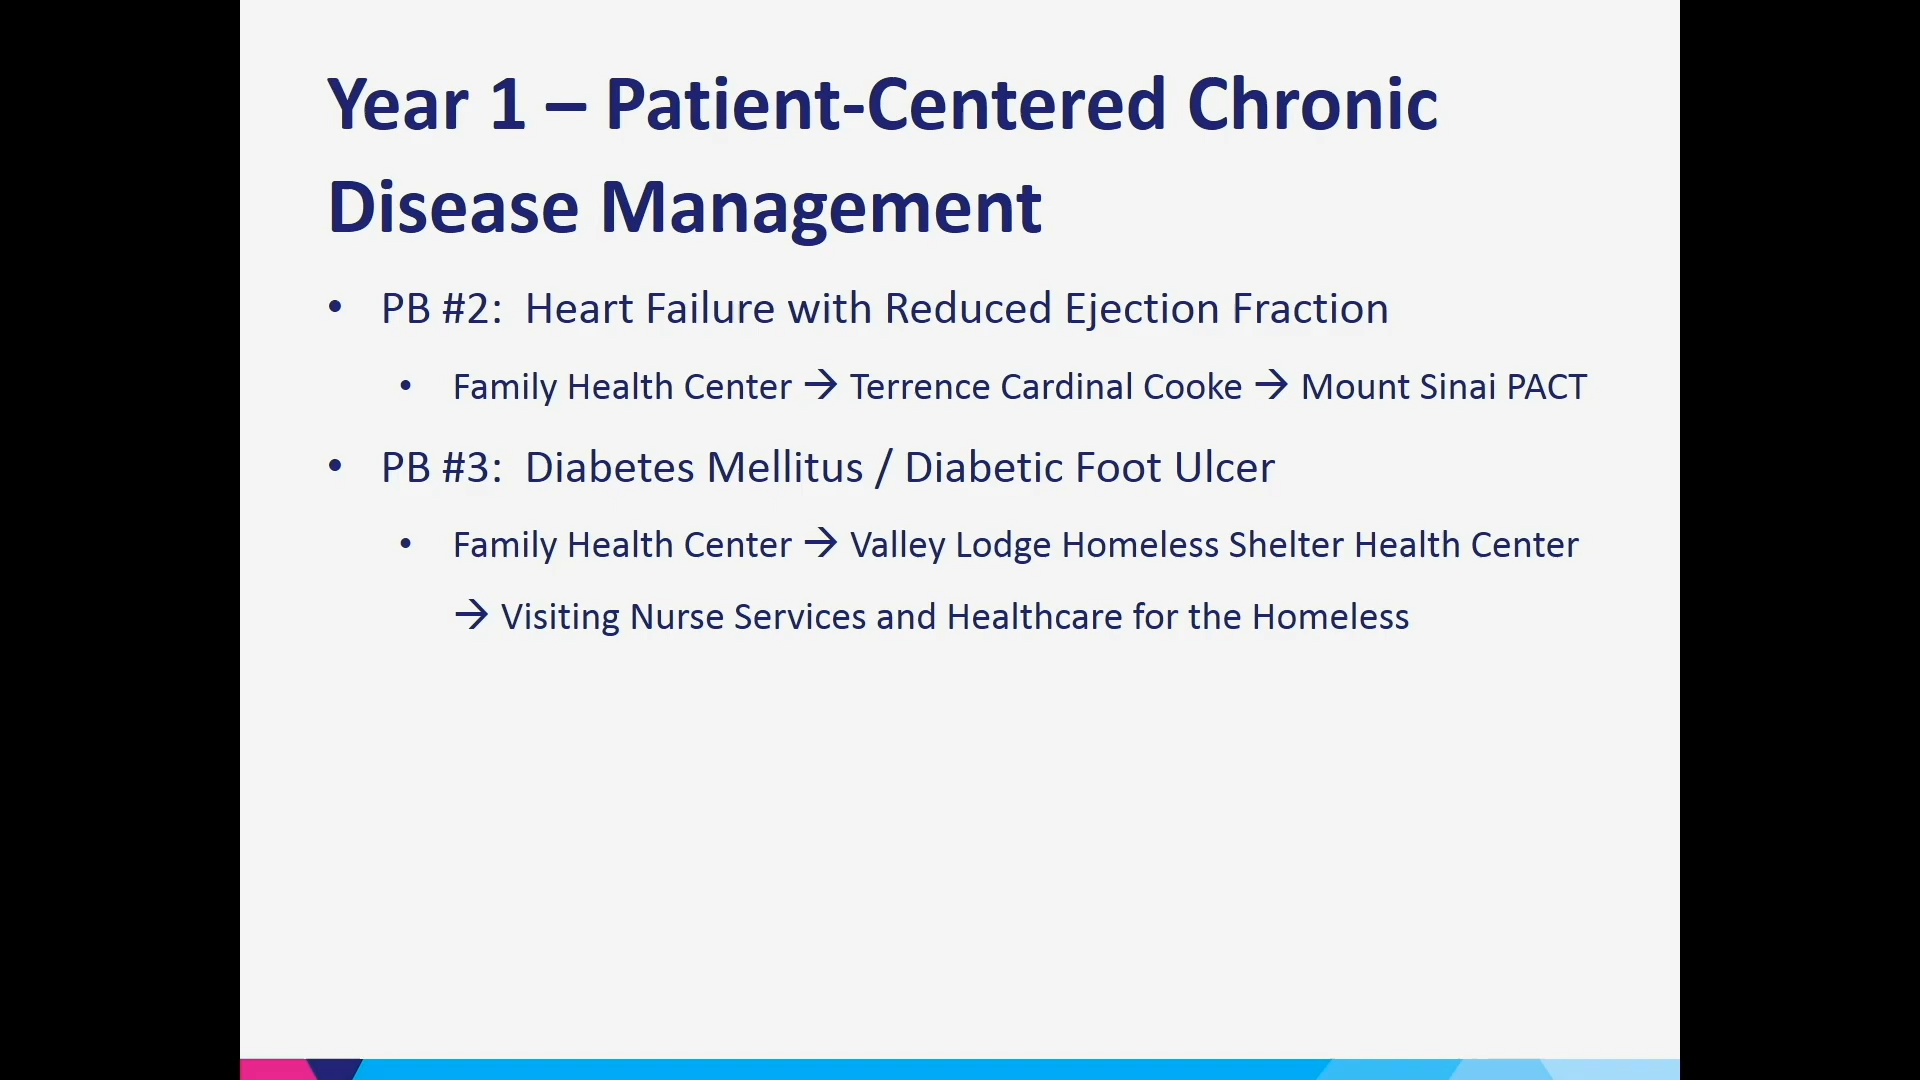 Year 1 – Patient-Centered Chronic
Disease Management
• PB #2:  Heart Failure with Reduced Ejection Fraction
• Family Health Center → Terrence Cardinal Cooke → Mount Sinai PACT
• PB #3:  Diabetes Mellitus / Diabetic Foot Ulcer
• Family Health Center → Valley Lodge Homeless Shelter Health Center
→ Visiting Nurse Services and Healthcare for the Homeless